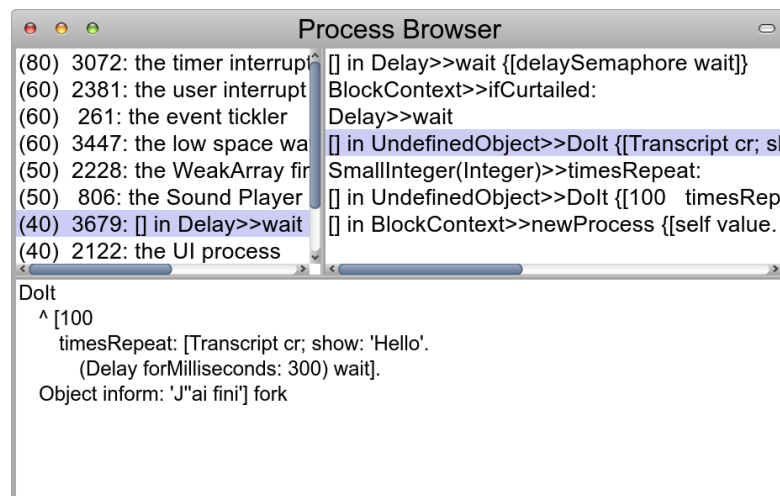 Process Browser
(80) 3072: the timer interrupt
(60) 2381: the user interrupt
(60) 261: the event tickler
(60) 3447: the low space wa
(50) 2228: the WeakArray fin
(50) 806: the Sound Player
(40) 3679: [] in Delay>>wait
(40) 2122: the UI process
[] in Delay>>wait {[delaySemaphore wait]}
BlockContext>>ifCurtailed:
Delay>>wait
[] in UndefinedObject>>DoIt {[Transcript cr; sh
SmallInteger(Integer)>>timesRepeat:
[] in UndefinedObject>>DoIt {[100 timesRep
[] in BlockContext>>newProcess {[self value.
DoIt
^ [100
timesRepeat: [Transcript cr; show: 'Hello'.
(Delay forMilliseconds: 300) wait].
Object inform: 'J''ai fini'] fork